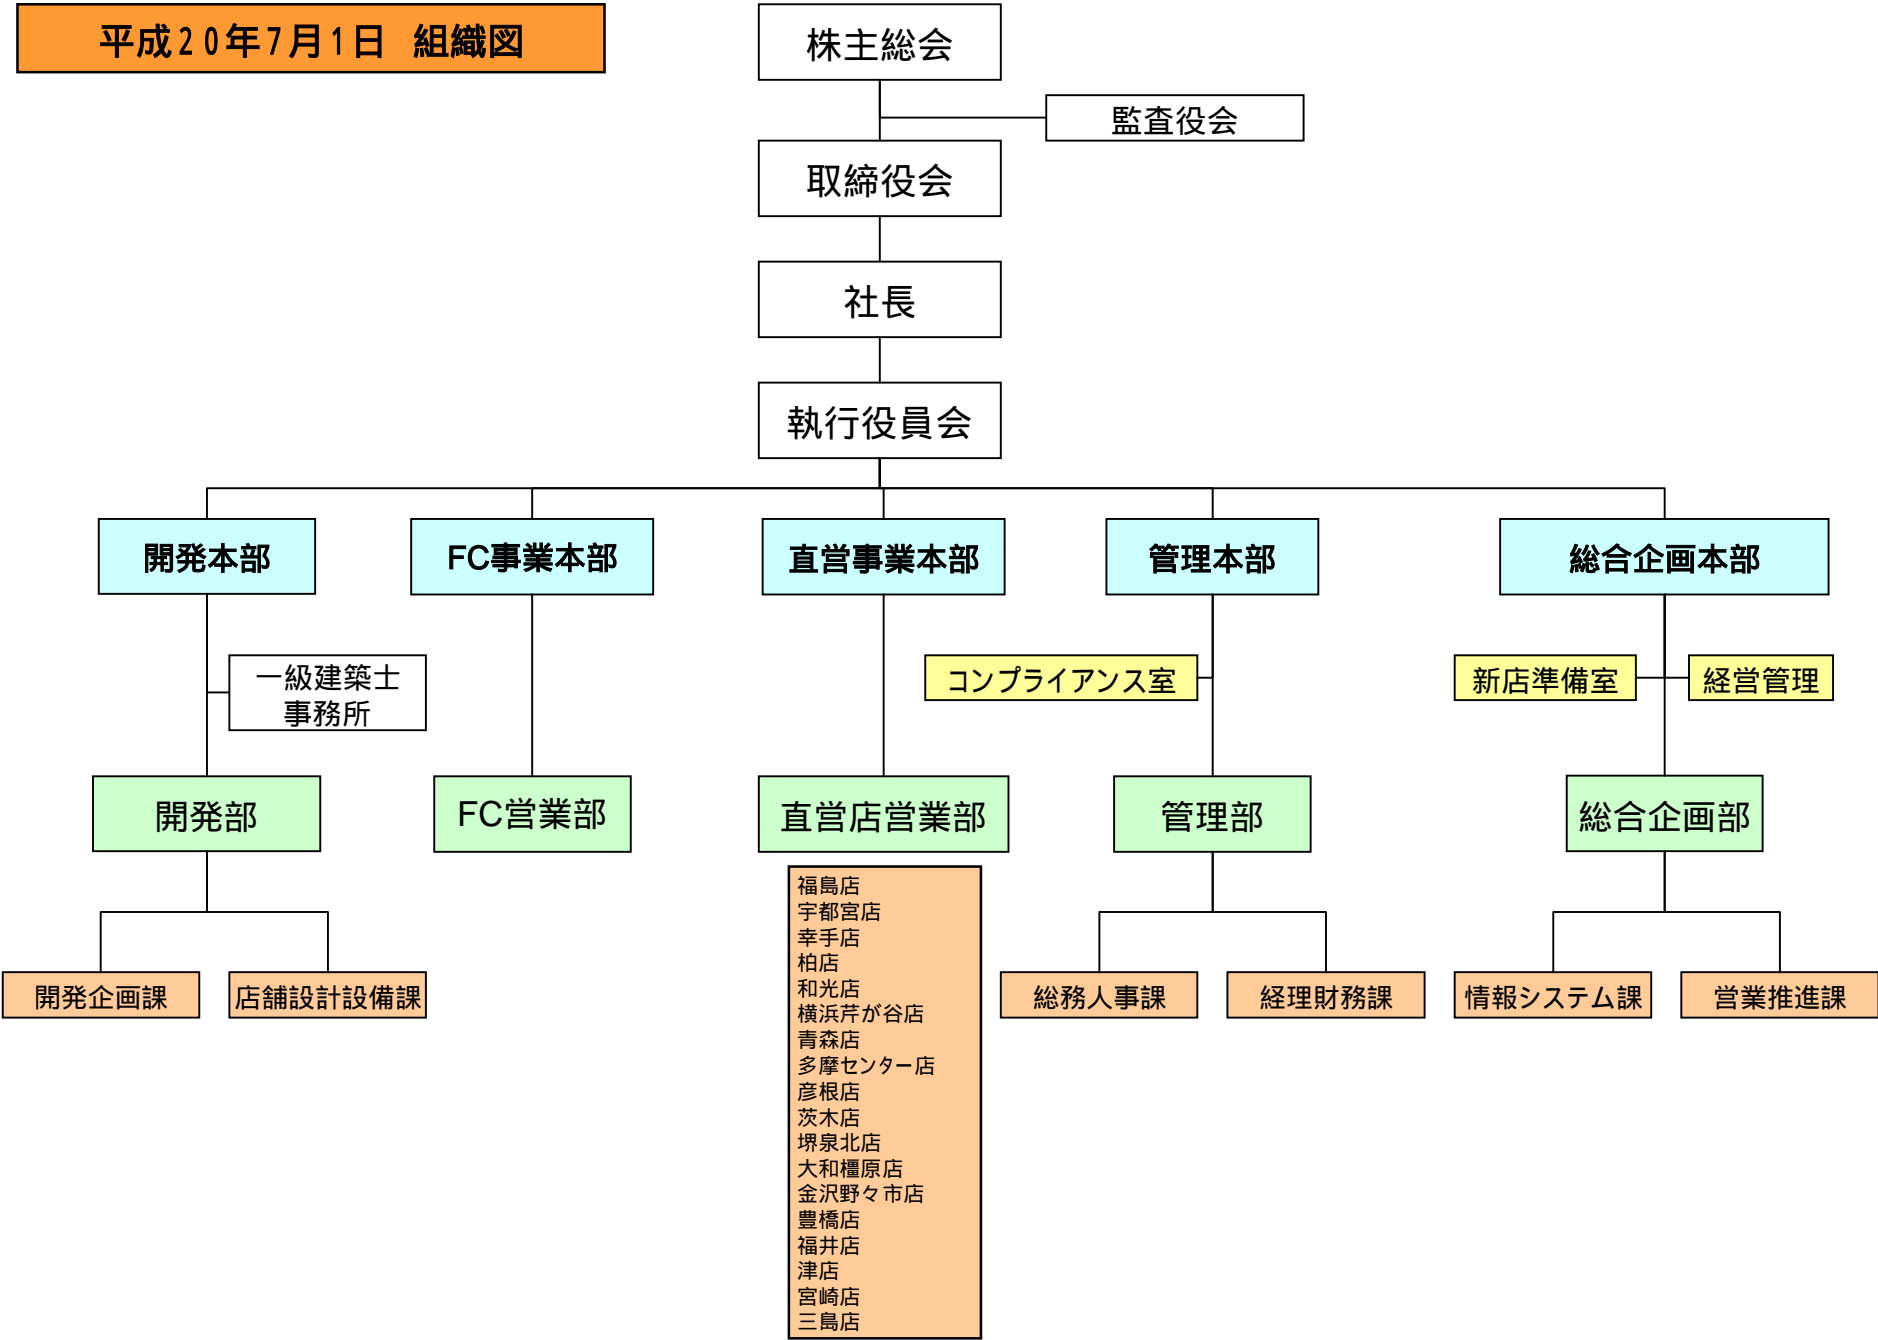 平成20年7月1日 組織図
株主総会
監査役会
取締役会
社長
執行役員会
開発本部
FC事業本部
直営事業本部
管理本部
総合企画本部
一級建築士
事務所
コンプライアンス室
新店準備室
経営管理
開発部
FC営業部
直営店営業部
管理部
総合企画部
福島店
宇都宮店
幸手店
柏店
和光店
横浜芹が谷店
青森店
多摩センター店
彦根店
茨木店
堺泉北店
大和橿原店
金沢野々市店
豊橋店
福井店
津店
宮崎店
三島店
開発企画課
店舗設計設備課
総務人事課
経理財務課
情報システム課
営業推進課